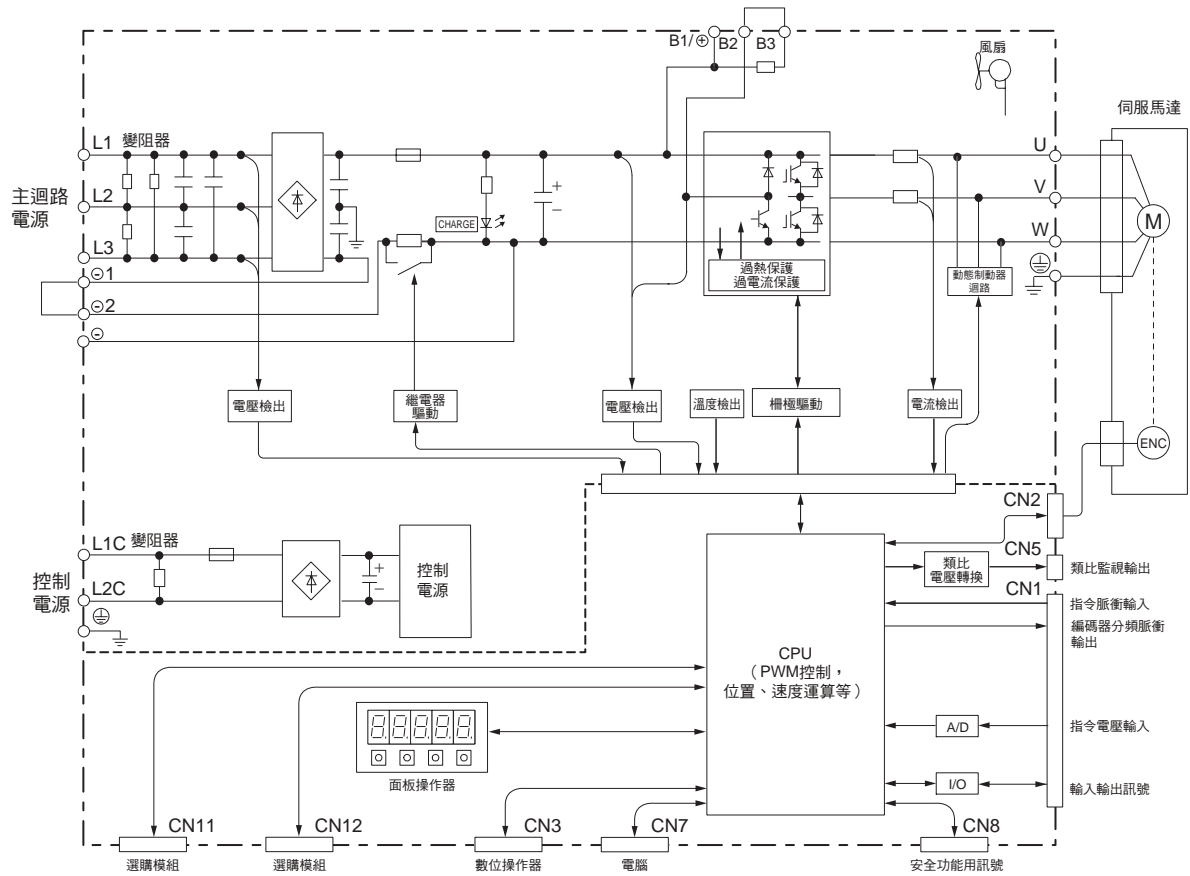 B1/⊕ B2 B3
風扇
伺服馬達
L1 變阻器
U
主迴路
電源
L2
V
CHARGE
W
M
L3
過熱保護
過電流保護
動態制動器
迴路
⊖1
⊖2
⊖
電壓檢出
繼電器
驅動
電壓檢出
溫度檢出
柵極驅動
電流檢出
ENC
CN2
L1C 變阻器
控制
電源
L2C
控制
電源
CN5
類比
電壓轉換
類比監視輸出
CN1
指令脈衝輸入
編碼器分頻脈衝
輸出
CPU
(PWM控制,
位置、速度運算等)
A/D
指令電壓輸入
面板操作器
I/O
輸入輸出訊號
CN11
CN12
CN3
CN7
CN8
選購模組
選購模組
數位操作器
電腦
安全功能用訊號